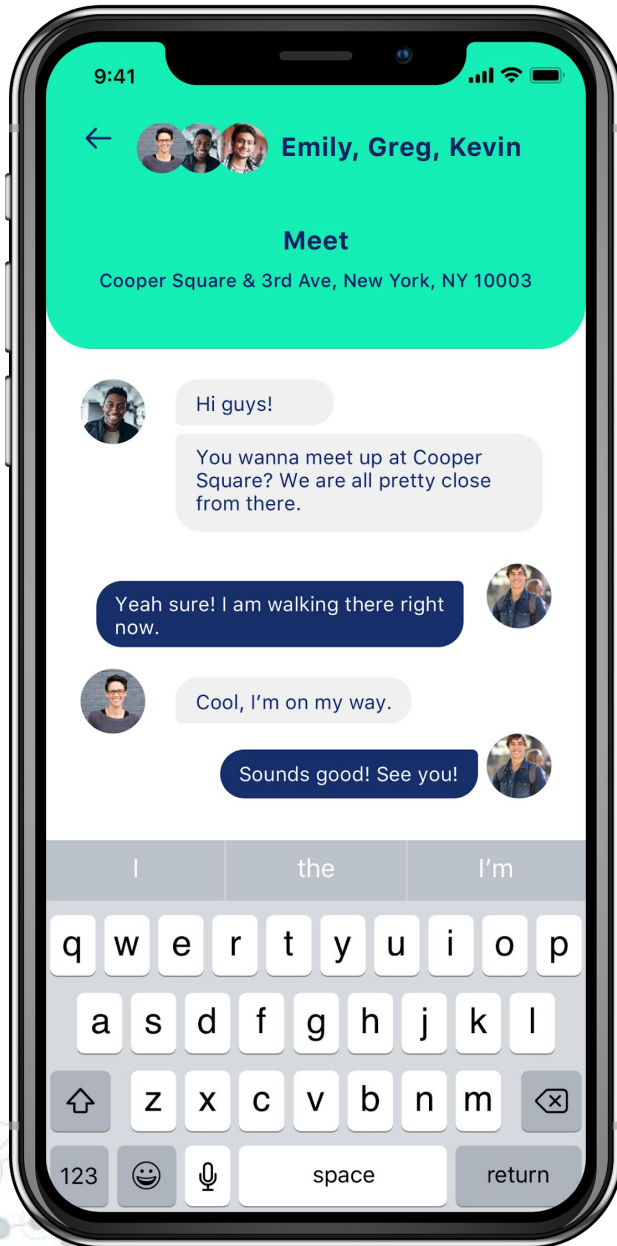 9:41
Emily, Greg, Kevin
Meet
Cooper Square & 3rd Ave, New York, NY 10003
Hi guys!
You wanna meet up at Cooper
Square? We are all pretty close
from there.
Yeah sure! I am walking there right
now.
Cool, I'm on my way.
Sounds good! See you!
I the I'm
q w e r t y u i o p
a s d f g h j k l
z x c v b n m
123 space return